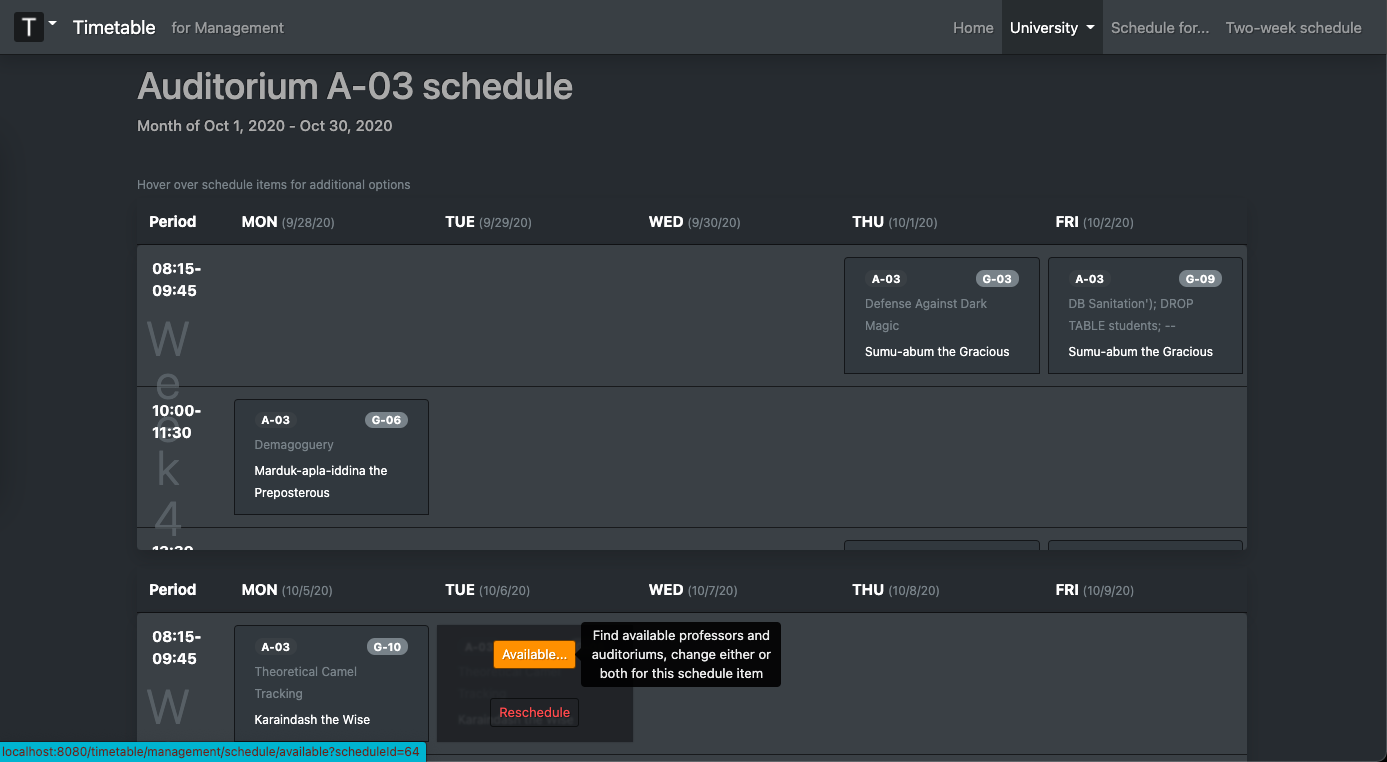 T Timetable for Management Home University Schedule for... Two-week schedule
Auditorium A-03 schedule
Month of Oct 1, 2020 - Oct 30, 2020
Hover over schedule items for additional options
Period MON (9/28/20) TUE (9/29/20) WED (9/30/20) THU (10/1/20) FRI (10/2/20)
08:15-
09:45
A-03 G-03
Defense Against Dark
Magic
Sumu-abum the Gracious
A-03 G-09
DB Sanitation'); DROP
TABLE students; --
Sumu-abum the Gracious
Week 4
10:00-
11:30
A-03 G-06
Demagoguery
Marduk-apla-iddina the
Preposterous
Period MON (10/5/20) TUE (10/6/20) WED (10/7/20) THU (10/8/20) FRI (10/9/20)
08:15-
09:45
W
A-03 G-10
Theoretical Camel
Tracking
Karaindash the Wise
A-03
Available...
Reschedule
Find available professors and
auditoriums, change either or
both for this schedule item
localhost:8080/timetable/management/schedule/available?scheduleId=64